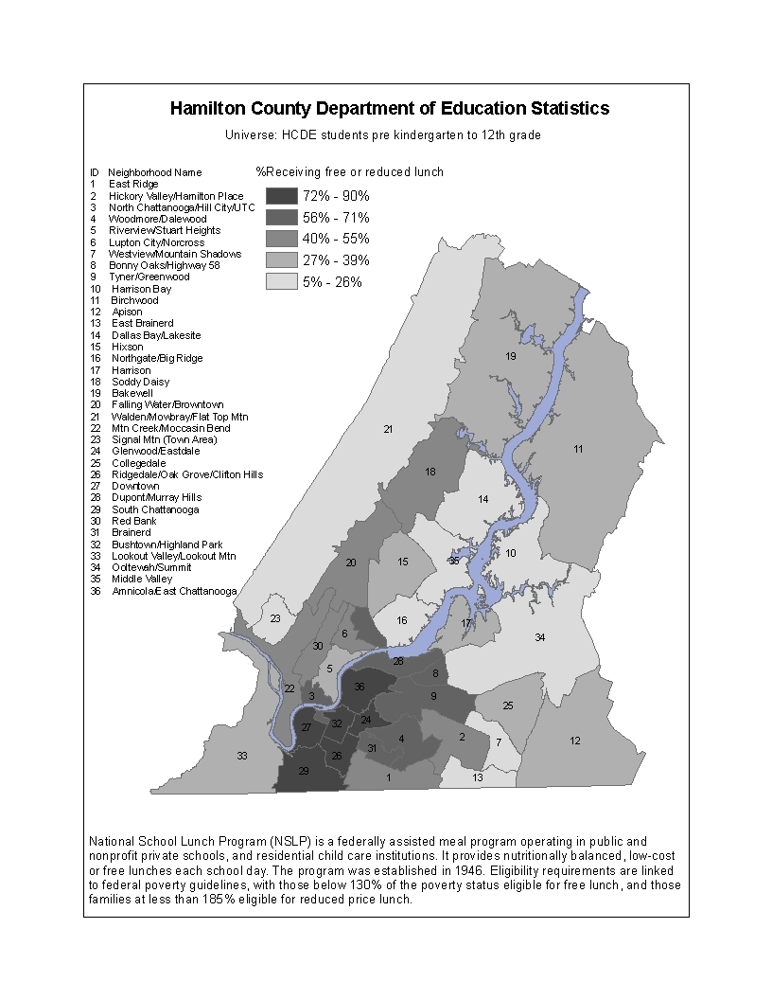 Hamilton County Department of Education Statistics
Universe: HCDE students pre kindergarten to 12th grade
ID Neighborhood Name
1 East Ridge
2 Hickory Valley/Hamilton Place
3 North Chattanooga/Hill City/UTC
4 Woodmore/Dalewood
5 Riverview/Stuart Heights
6 Lupton City/Norcross
7 Westview/Mountain Shadows
8 Bonny Oaks/Highway 58
9 Tyner/Greenwood
10 Harrison Bay
11 Birchwood
12 Apison
13 East Brainerd
14 Dallas Bay/Lakesite
15 Hixson
16 Northgate/Big Ridge
17 Harrison
18 Soddy Daisy
19 Bakewell
20 Falling Water/Browntown
21 Walden/Mowbray/Flat Top Mtn
22 Mtn Creek/Moccasin Bend
23 Signal Mtn (Town Area)
24 Glenwood/Eastdale
25 Collegedale
26 Ridgedale/Oak Grove/Clifton Hills
27 Downtown
28 Dupont/Murray Hills
29 South Chattanooga
30 Red Bank
31 Brainerd
32 Bushtown/Highland Park
33 Lookout Valley/Lookout Mtn
34 Ooltewah/Summit
35 Middle Valley
36 Amnicola/East Chattanooga
%Receiving free or reduced lunch
72% - 90%
56% - 71%
40% - 55%
27% - 39%
5% - 26%
19
21
11
18
14
10
35
15
20
23
16
17
34
6
30
28
5
8
22
36
3
9
25
24
32
27
4
2
7
12
31
33
26
29
1
13
National School Lunch Program (NSLP) is a federally assisted meal program operating in public and
nonprofit private schools, and residential child care institutions. It provides nutritionally balanced, low-cost
or free lunches each school day. The program was established in 1946. Eligibility requirements are linked
to federal poverty guidelines, with those below 130% of the poverty status eligible for free lunch, and those
families at less than 185% eligible for reduced price lunch.